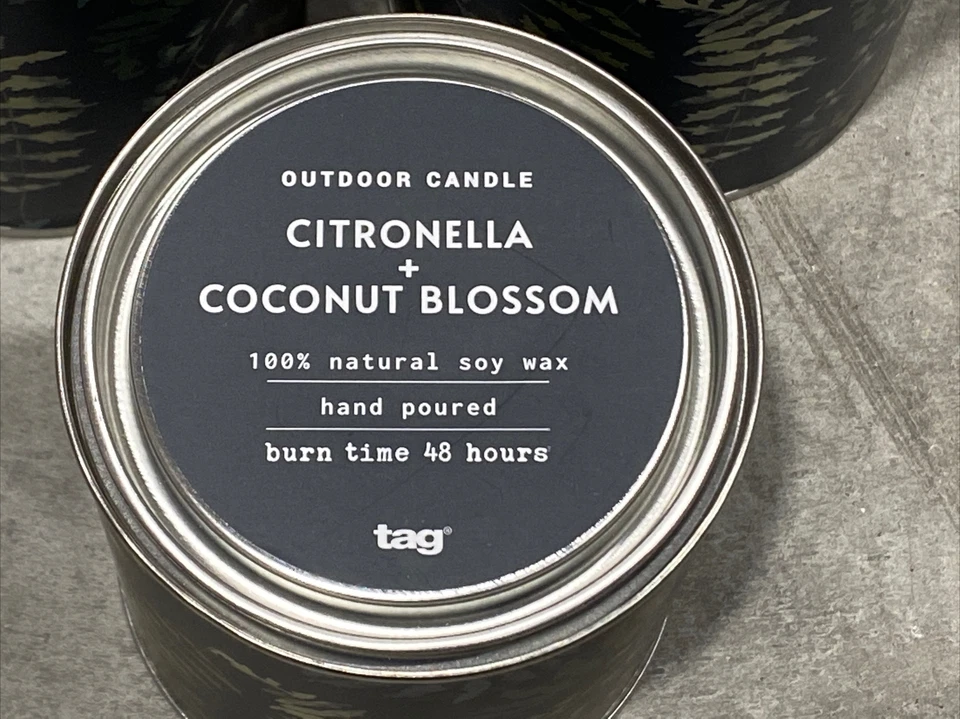 OUTDOOR CANDLE
CITRONELLA
+
COCONUT BLOSSOM
100% natural soy wax
hand poured
burn time 48 hours
tag®